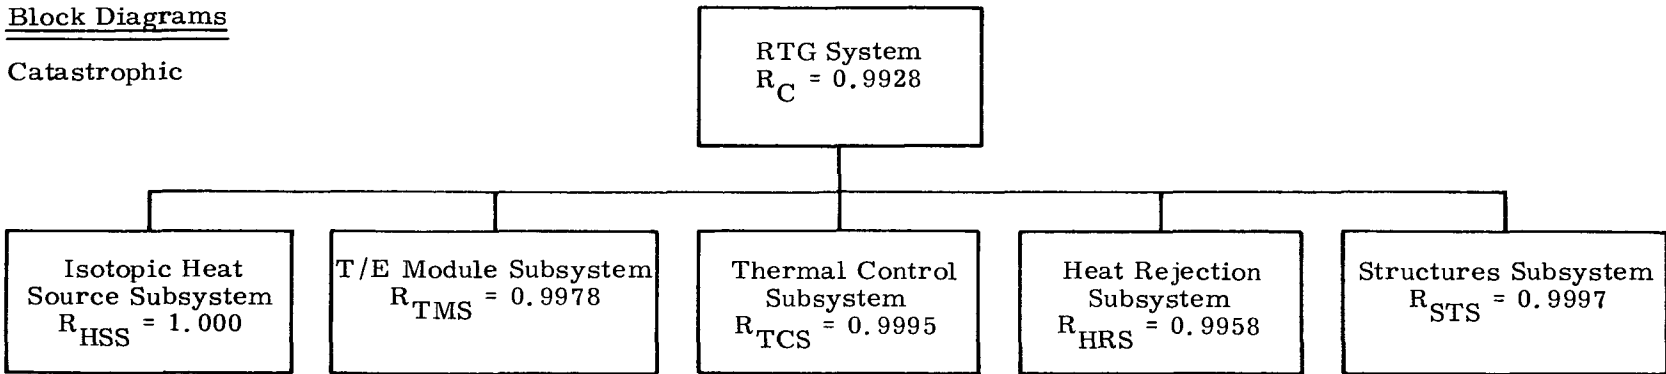 Block Diagrams
Catastrophic
RTG System
R_C = 0.9928
Isotopic Heat
Source Subsystem
R_HSS = 1.000
T/E Module Subsystem
R_TMS = 0.9978
Thermal Control
Subsystem
R_TCS = 0.9995
Heat Rejection
Subsystem
R_HRS = 0.9958
Structures Subsystem
R_STS = 0.9997